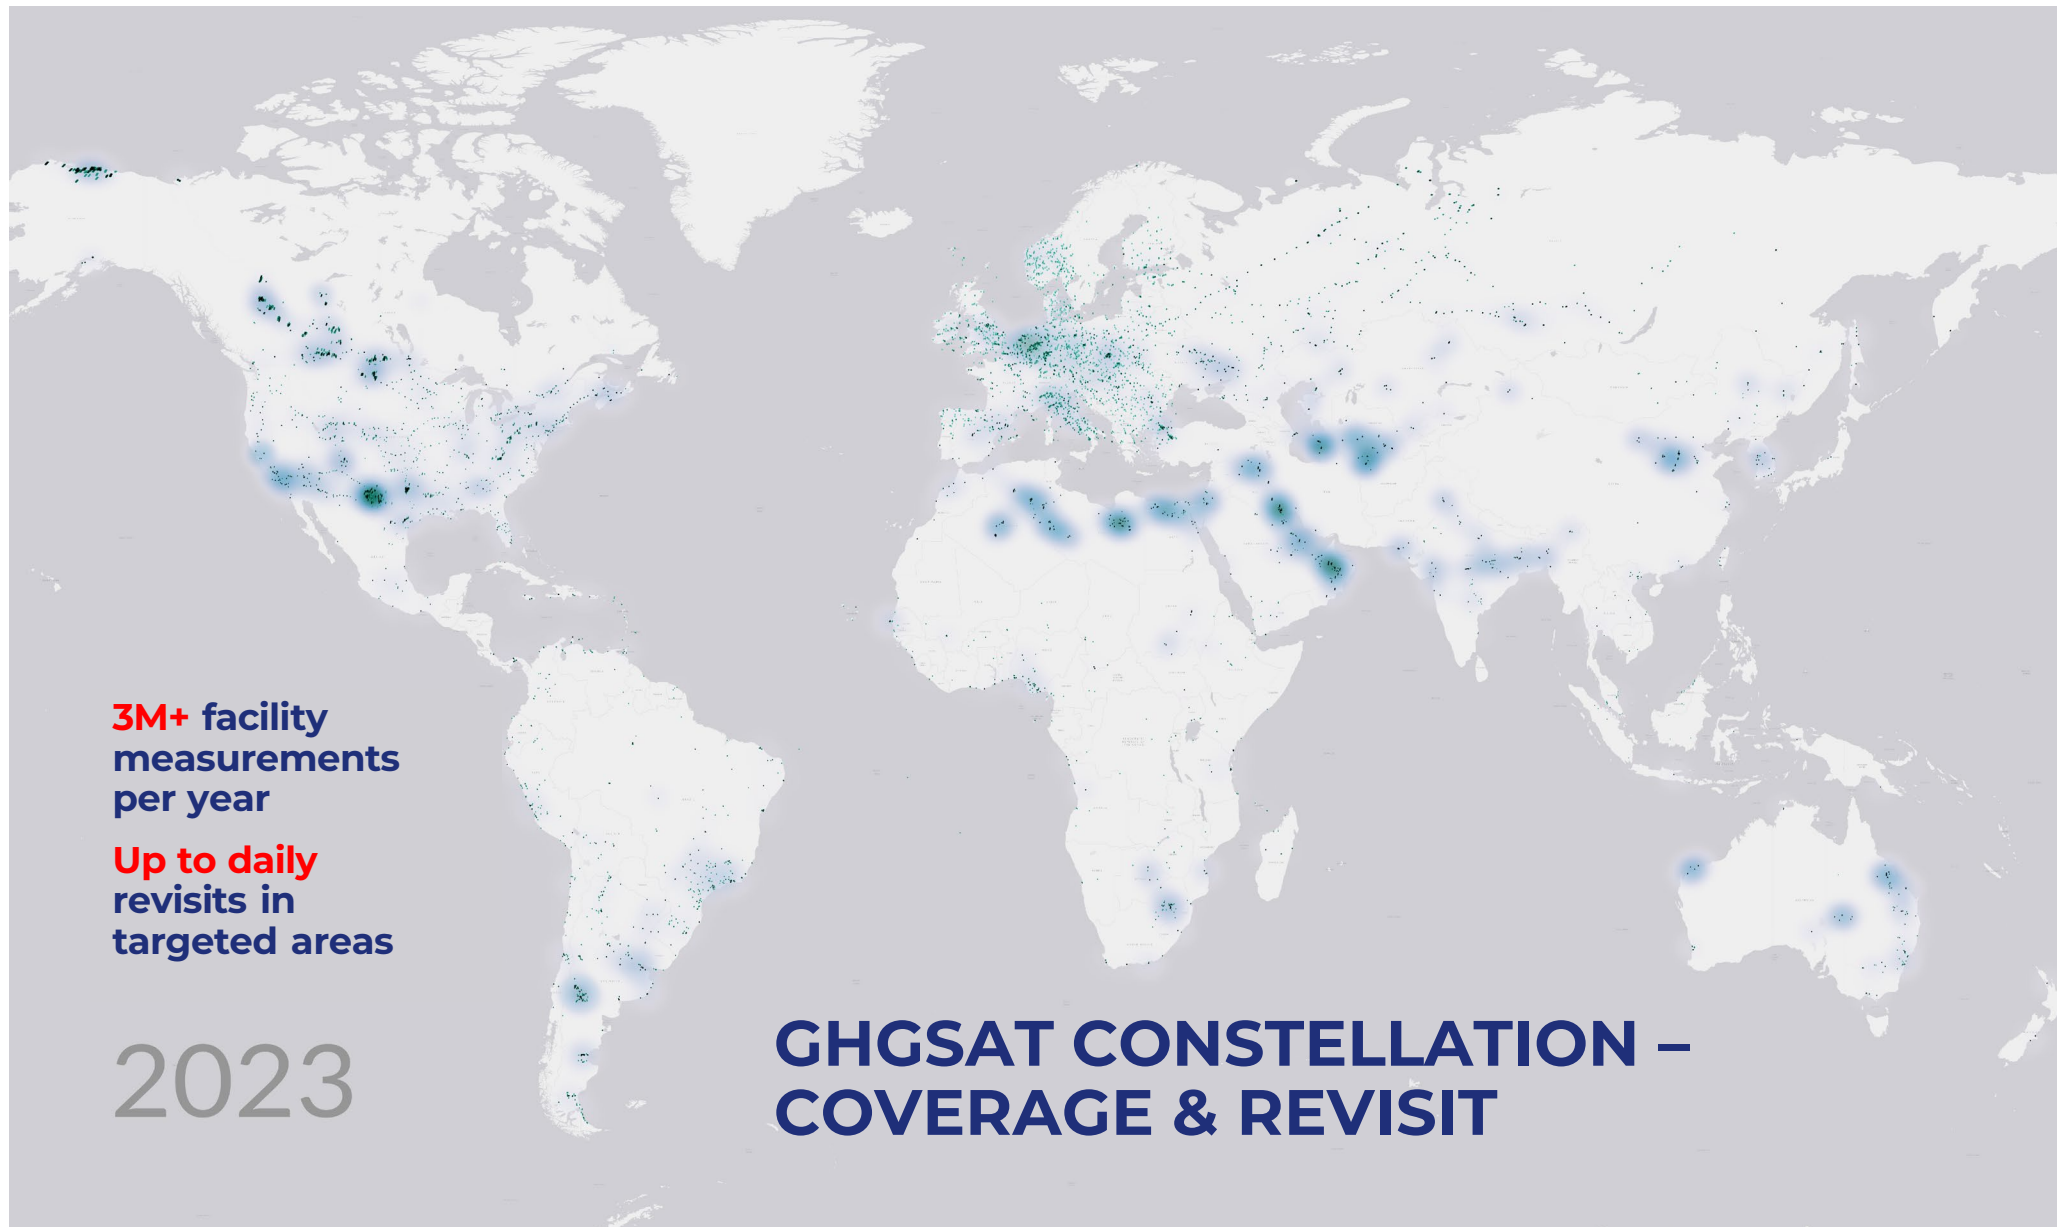 3M+ facility
measurements
per year
Up to daily
revisits in
targeted areas
2023
GHGSAT CONSTELLATION –
COVERAGE & REVISIT